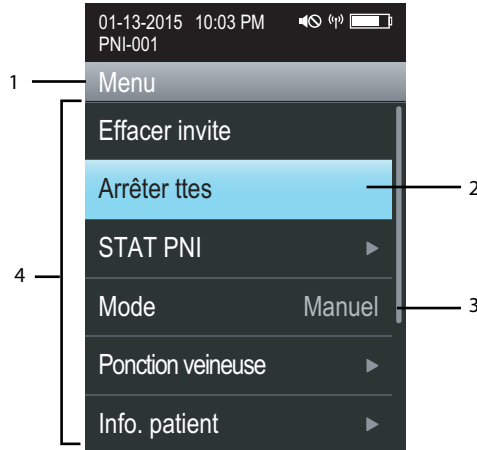 01-13-2015 10:03 PM
PNI-001
1
Menu
Effacer invite
Arrêter ttes
2
STAT PNI
4
Mode Manuel
3
Ponction veineuse
Info. patient